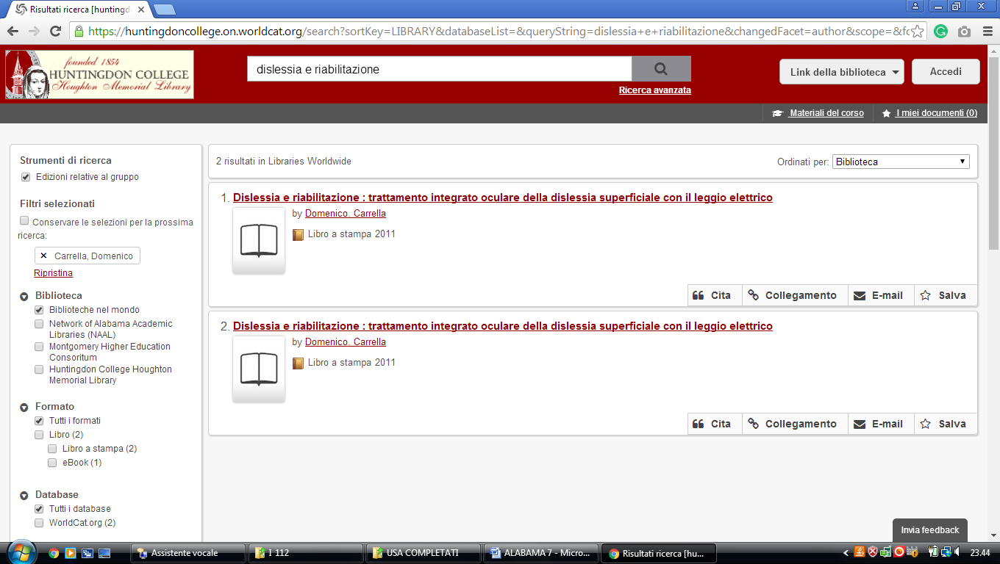 Risultati ricerca [huntingd
https://huntingdoncollege.on.worldcat.org/search?sortKey=LIBRARY&databaseList=&queryString=dislessia+e+riabilitazione&changedFacet=author&scope=&fo
founded 1854
HUNTINGDON COLLEGE
Houghton Memorial Library
dislessia e riabilitazione
Ricerca avanzata
Link della biblioteca
Accedi
Materiali del corso
I miei documenti (0)
Strumenti di ricerca
Edizioni relative al gruppo
Filtri selezionati
Conservare le selezioni per la prossima
ricerca:
Carrella, Domenico
Ripristina
Biblioteca
Biblioteche nel mondo
Network of Alabama Academic
Libraries (NAAL)
Montgomery Higher Education
Consoritum
Huntingdon College Houghton
Memorial Library
Formato
Tutti i formati
Libro (2)
Libro a stampa (2)
eBook (1)
Database
Tutti i database
WorldCat.org (2)
2 risultati in Libraries Worldwide
Ordinati per: Biblioteca
1. Dislessia e riabilitazione : trattamento integrato oculare della dislessia superficiale con il leggio elettrico
by Domenico. Carrella
Libro a stampa 2011
Cita Collegamento E-mail Salva
2. Dislessia e riabilitazione : trattamento integrato oculare della dislessia superficiale con il leggio elettrico
by Domenico. Carrella
Libro a stampa 2011
Cita Collegamento E-mail Salva
Invia feedback
Assistente vocale
I 112
USA COMPLETATI
ALABAMA 7 - Micro...
Risultati ricerca [hu...
23.44